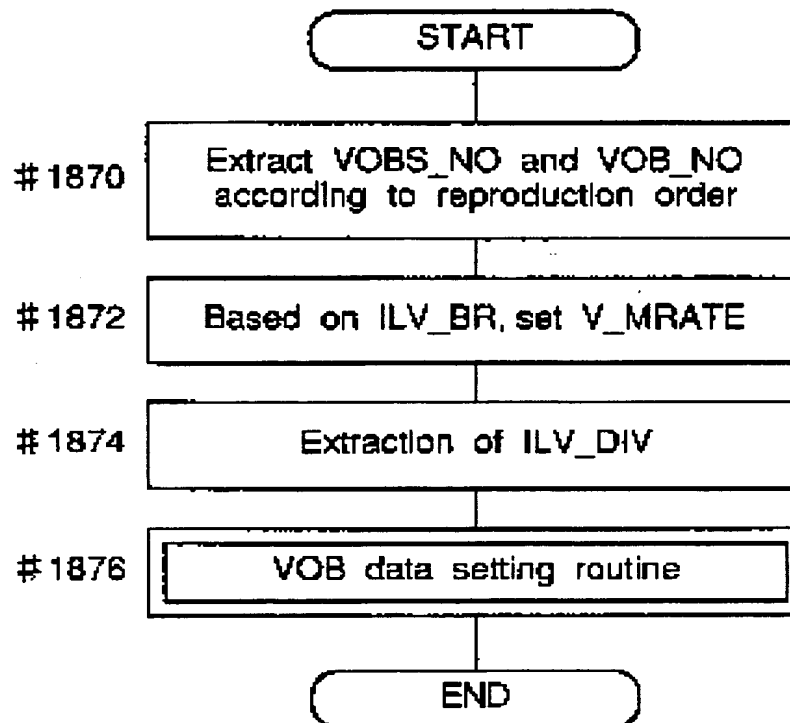 START
#1870
Extract VOBS_NO and VOB_NO
according to reproduction order
#1872
Based on ILV_BR, set V_MRATE
#1874
Extraction of ILV_DIV
#1876
VOB data setting routine
END